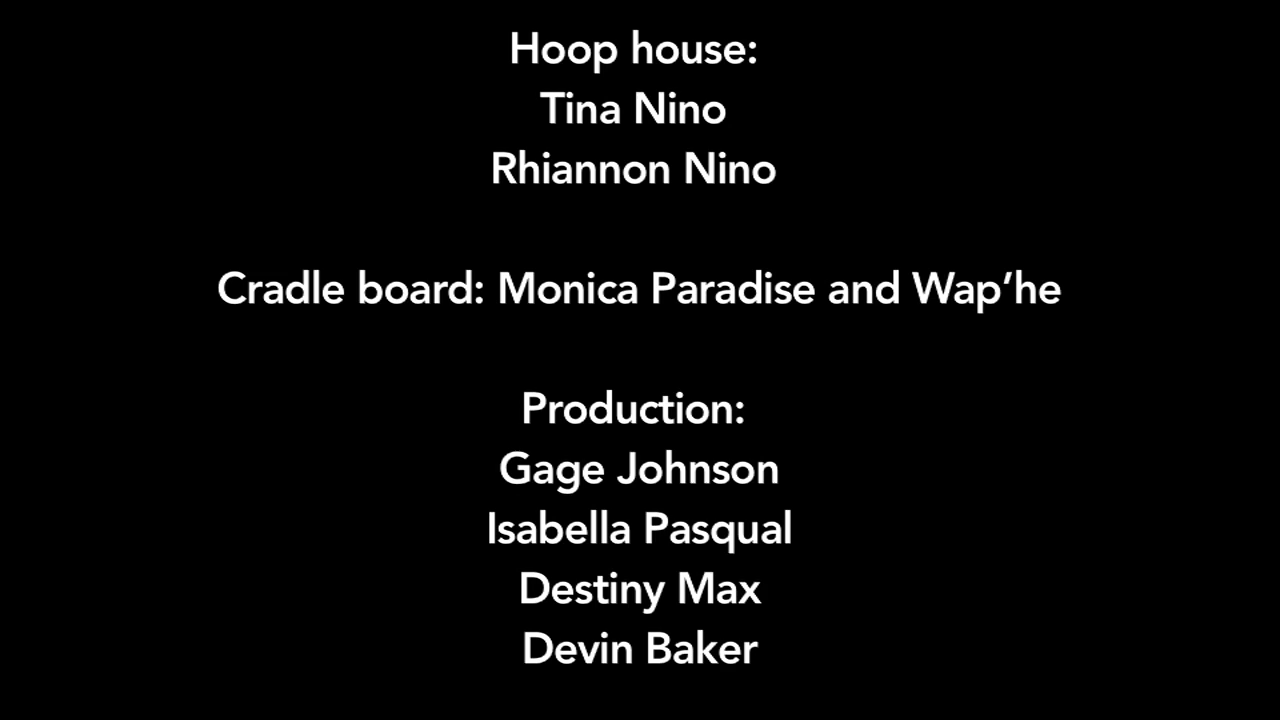 Hoop house:
Tina Nino
Rhiannon Nino
Cradle board: Monica Paradise and Wap’he
Production:
Gage Johnson
Isabella Pasqual
Destiny Max
Devin Baker